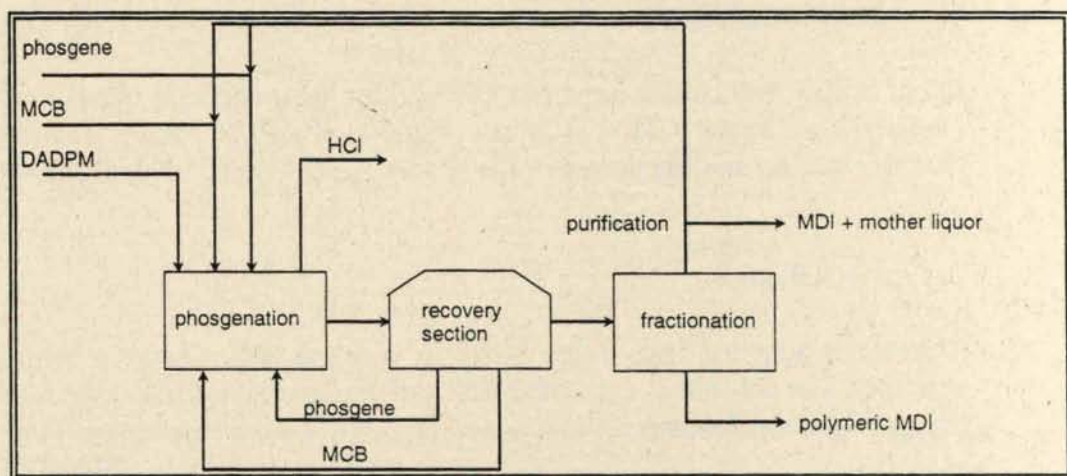 phosgene
MCB
DADPM
HCl
purification
MDI + mother liquor
phosgenation
recovery
section
fractionation
phosgene
polymeric MDI
MCB